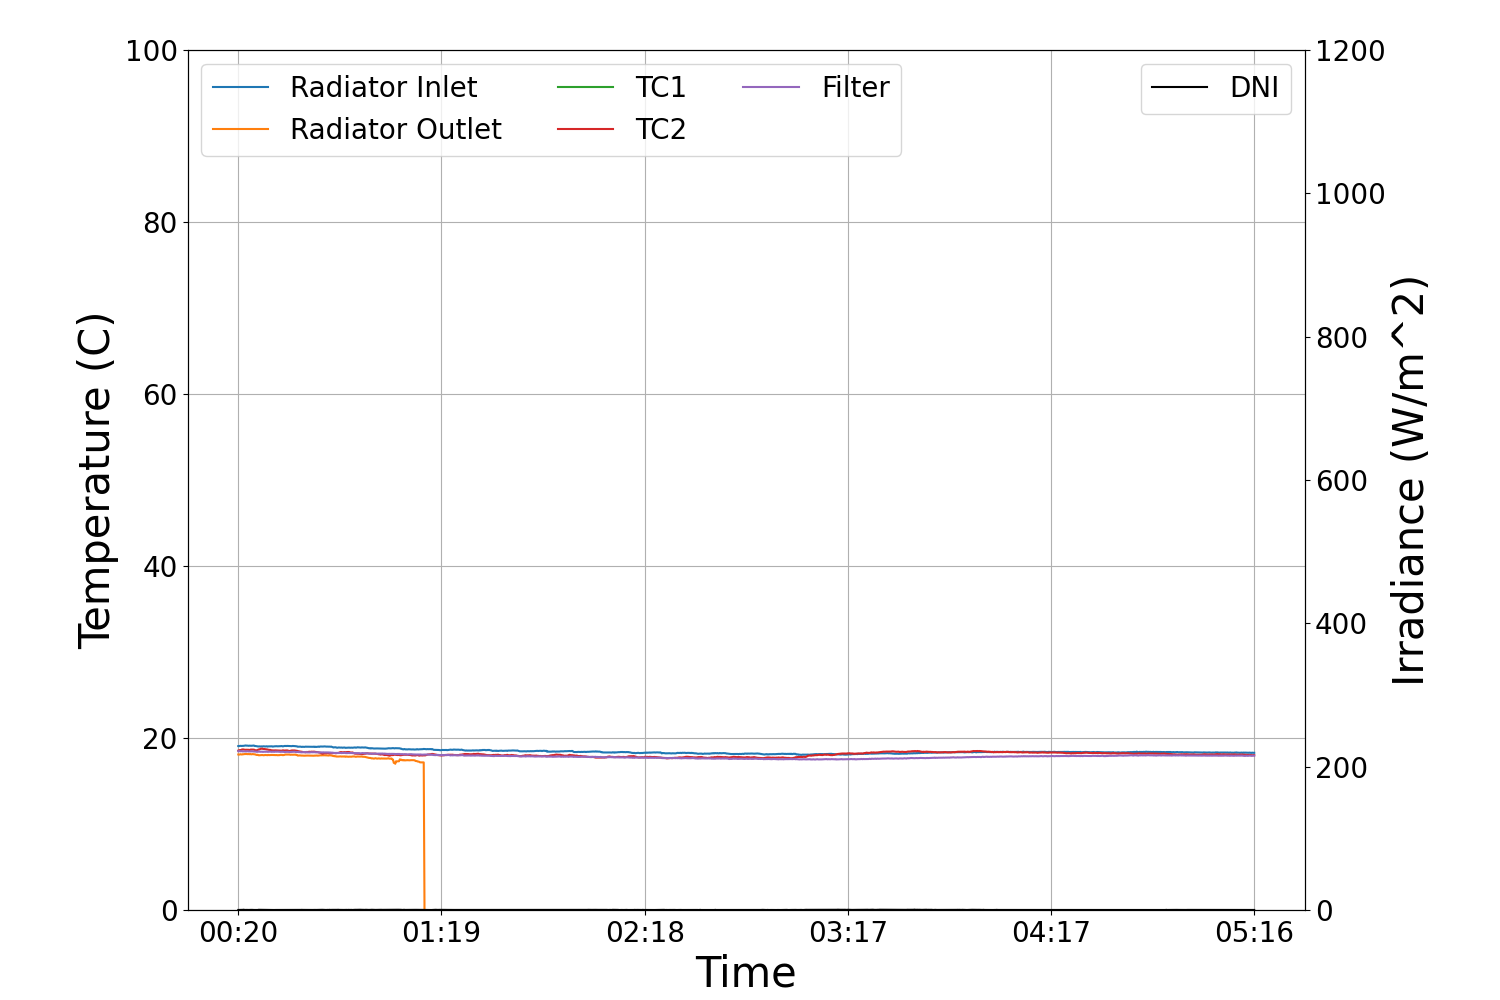 100
80
60
40
20
0
Temperature (C)
Radiator Inlet
Radiator Outlet
TC1
TC2
Filter
DNI
1200
1000
800
600
400
200
0
Irradiance (W/m^2)
00:20 01:19 02:18 03:17 04:17 05:16
Time